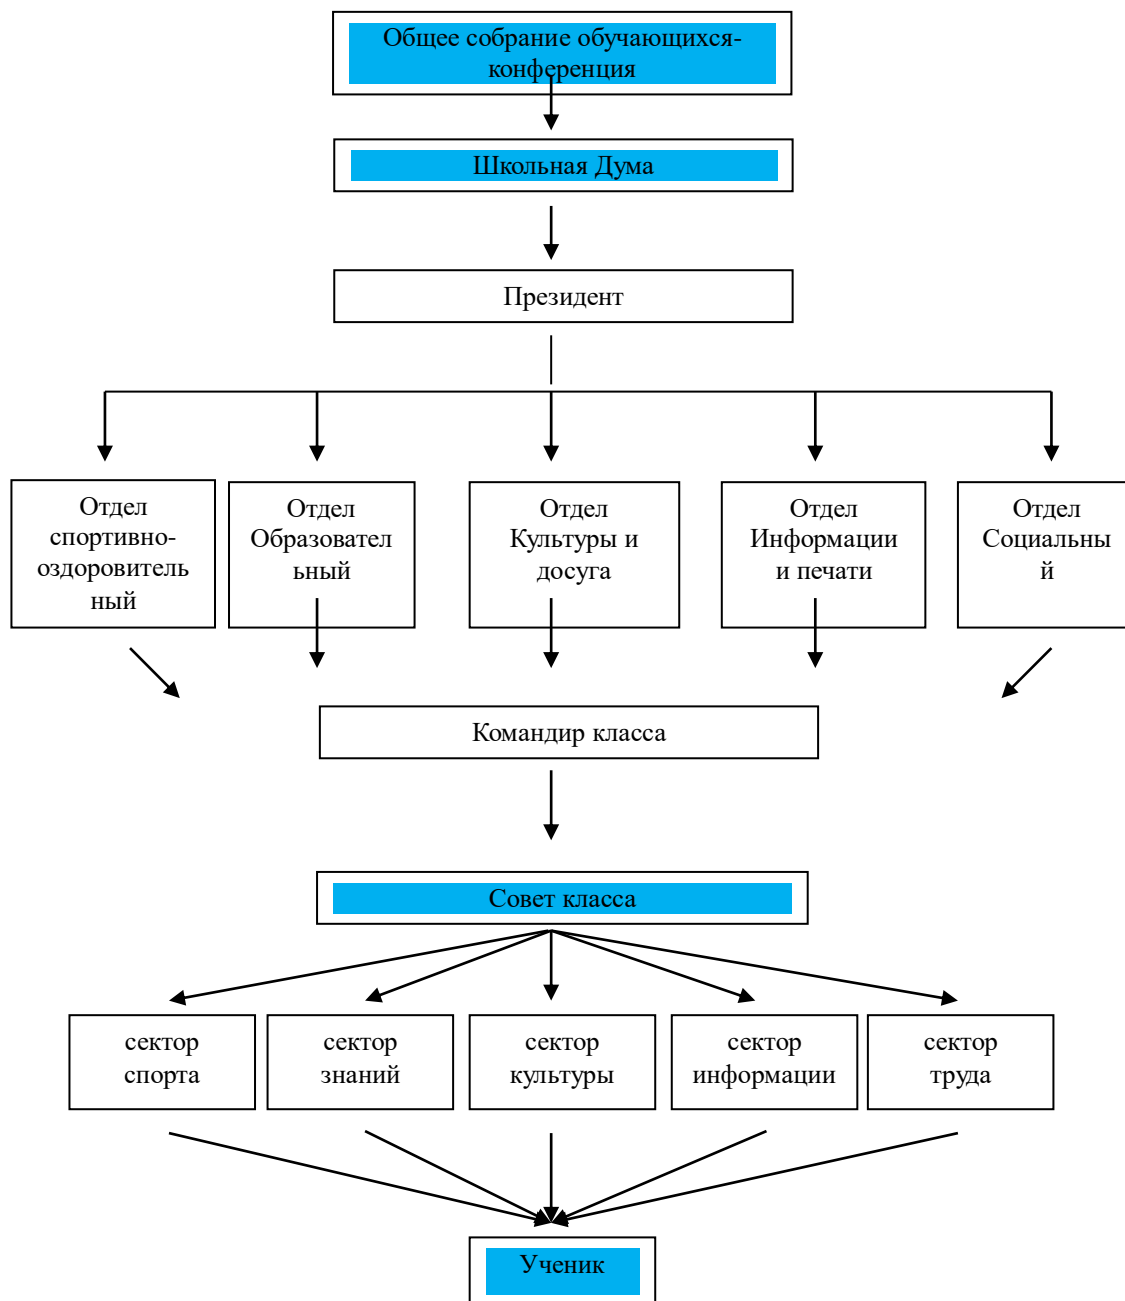 Общее собрание обучающихся-
конференция
Школьная Дума
Президент
Отдел
спортивно-
оздоровитель
ный
Отдел
Образовател
ьный
Отдел
Культуры и
досуга
Отдел
Информации
и печати
Отдел
Социальны
й
Командир класса
Совет класса
сектор
спорта
сектор
знаний
сектор
культуры
сектор
информации
сектор
труда
Ученик